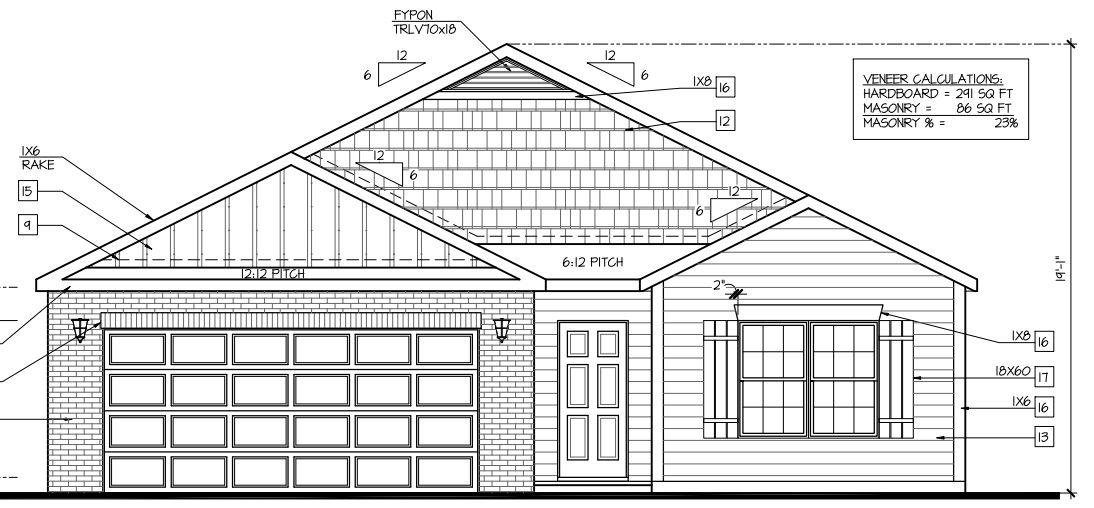 FYPON
TRLV70x18
12
6
12
6
1X8 16
12
VENEER CALCULATIONS:
HARDBOARD = 291 SQ FT
MASONRY = 86 SQ FT
MASONRY % = 23%
1X6
RAKE
15
9
12
6
12
6
12:12 PITCH
6:12 PITCH
19'-1"
2"
1X8 16
18X60 17
1X6 16
13